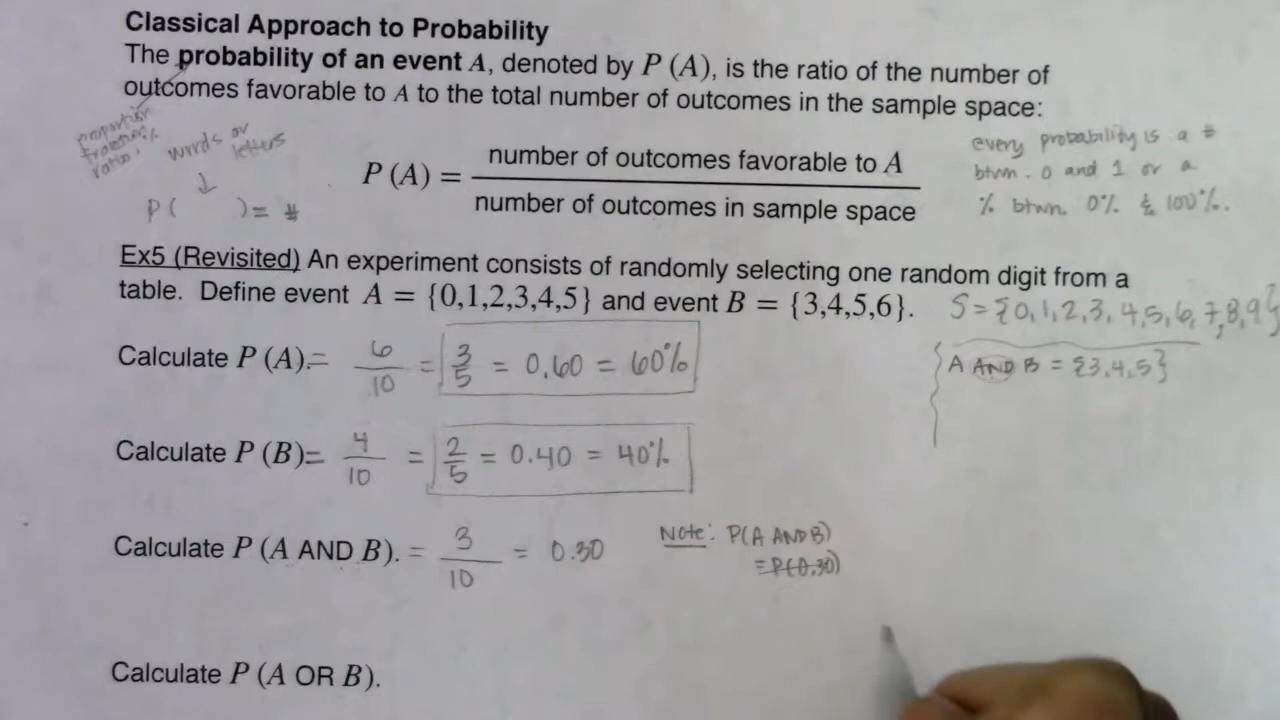 Classical Approach to Probability
The probability of an event A, denoted by P (A), is the ratio of the number of
outcomes favorable to A to the total number of outcomes in the sample space:
proportion
fraction %
ratio
words or
letters
P( ) = #
P (A) = number of outcomes favorable to A
number of outcomes in sample space
every probability is a #
btwn. 0 and 1 or a
% btwn. 0% & 100%.
Ex5 (Revisited) An experiment consists of randomly selecting one random digit from a
table. Define event A = {0,1,2,3,4,5} and event B = {3,4,5,6}.
S={0,1,2,3,4,5,6,7,8,9}
Calculate P (A). = 6/10 = 3/5 = 0.60 = 60%
A AND B = {3,4,5}
Calculate P (B) = 4/10 = 2/5 = 0.40 = 40%
Calculate P (A AND B). = 3/10 = 0.30
Note: P(A AND B)
= P(0.30)
Calculate P (A OR B).